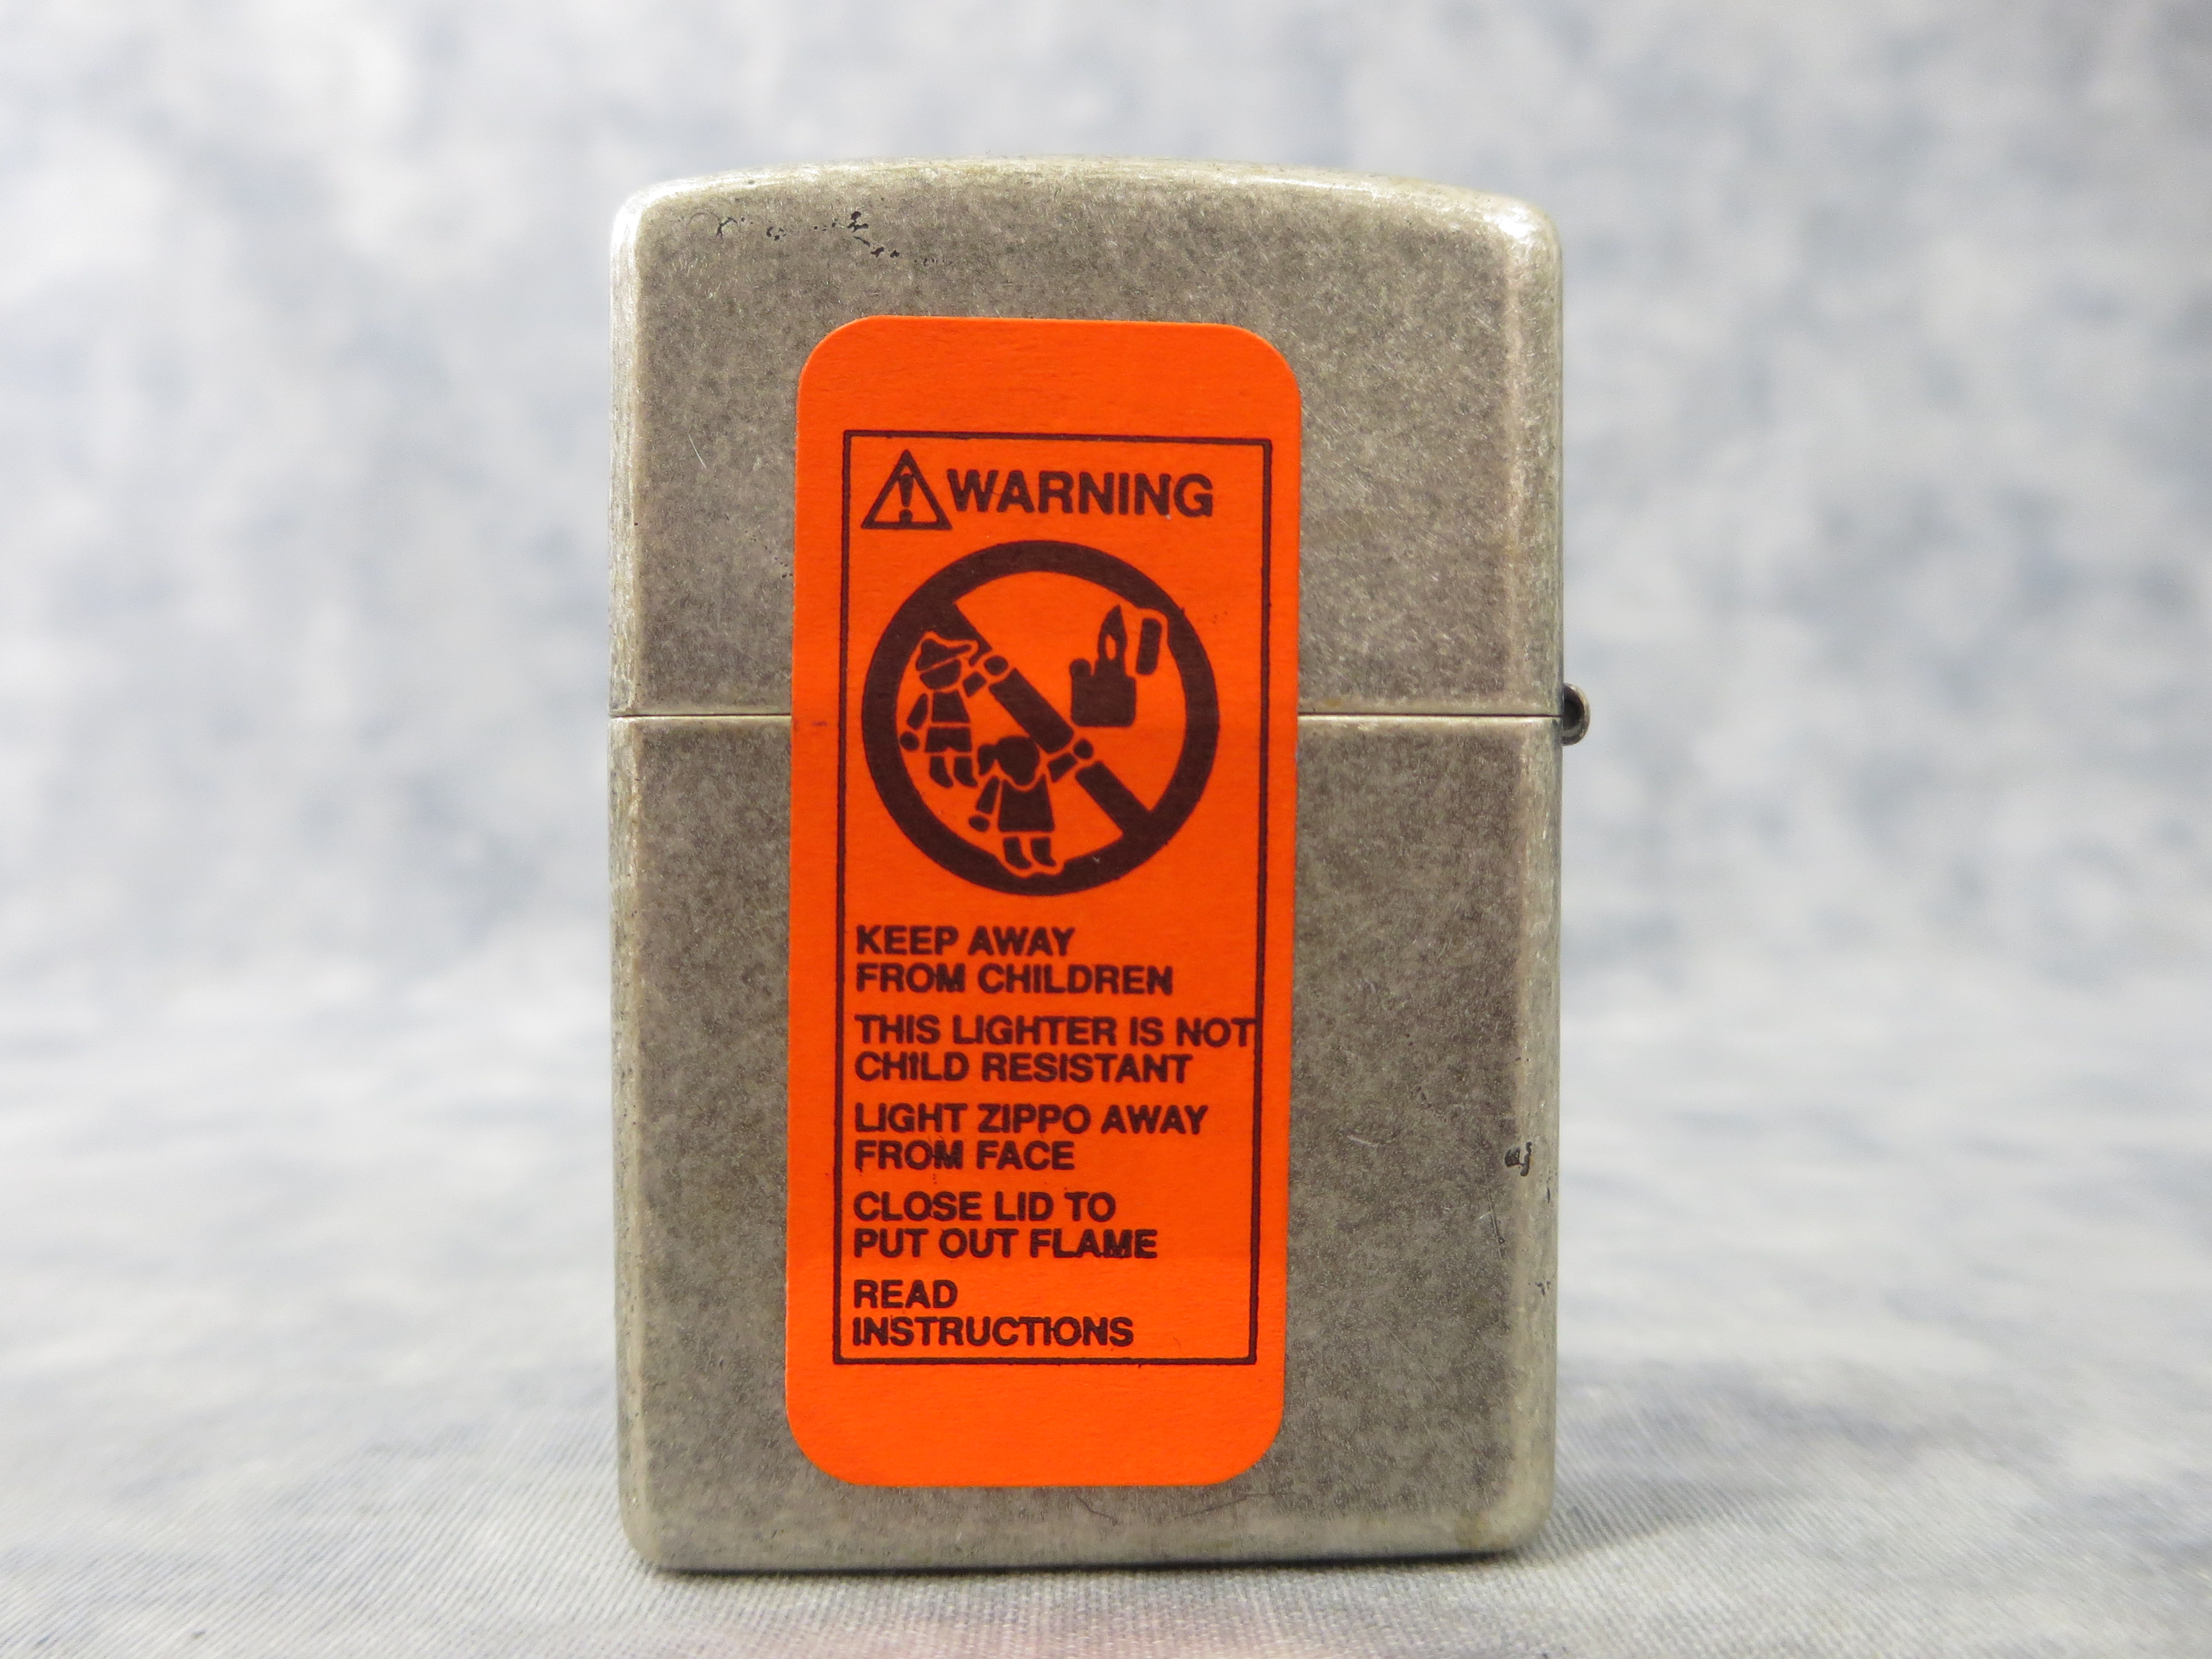 WARNING
KEEP AWAY
FROM CHILDREN
THIS LIGHTER IS NOT
CHILD RESISTANT
LIGHT ZIPPO AWAY
FROM FACE
CLOSE LID TO
PUT OUT FLAME
READ
INSTRUCTIONS